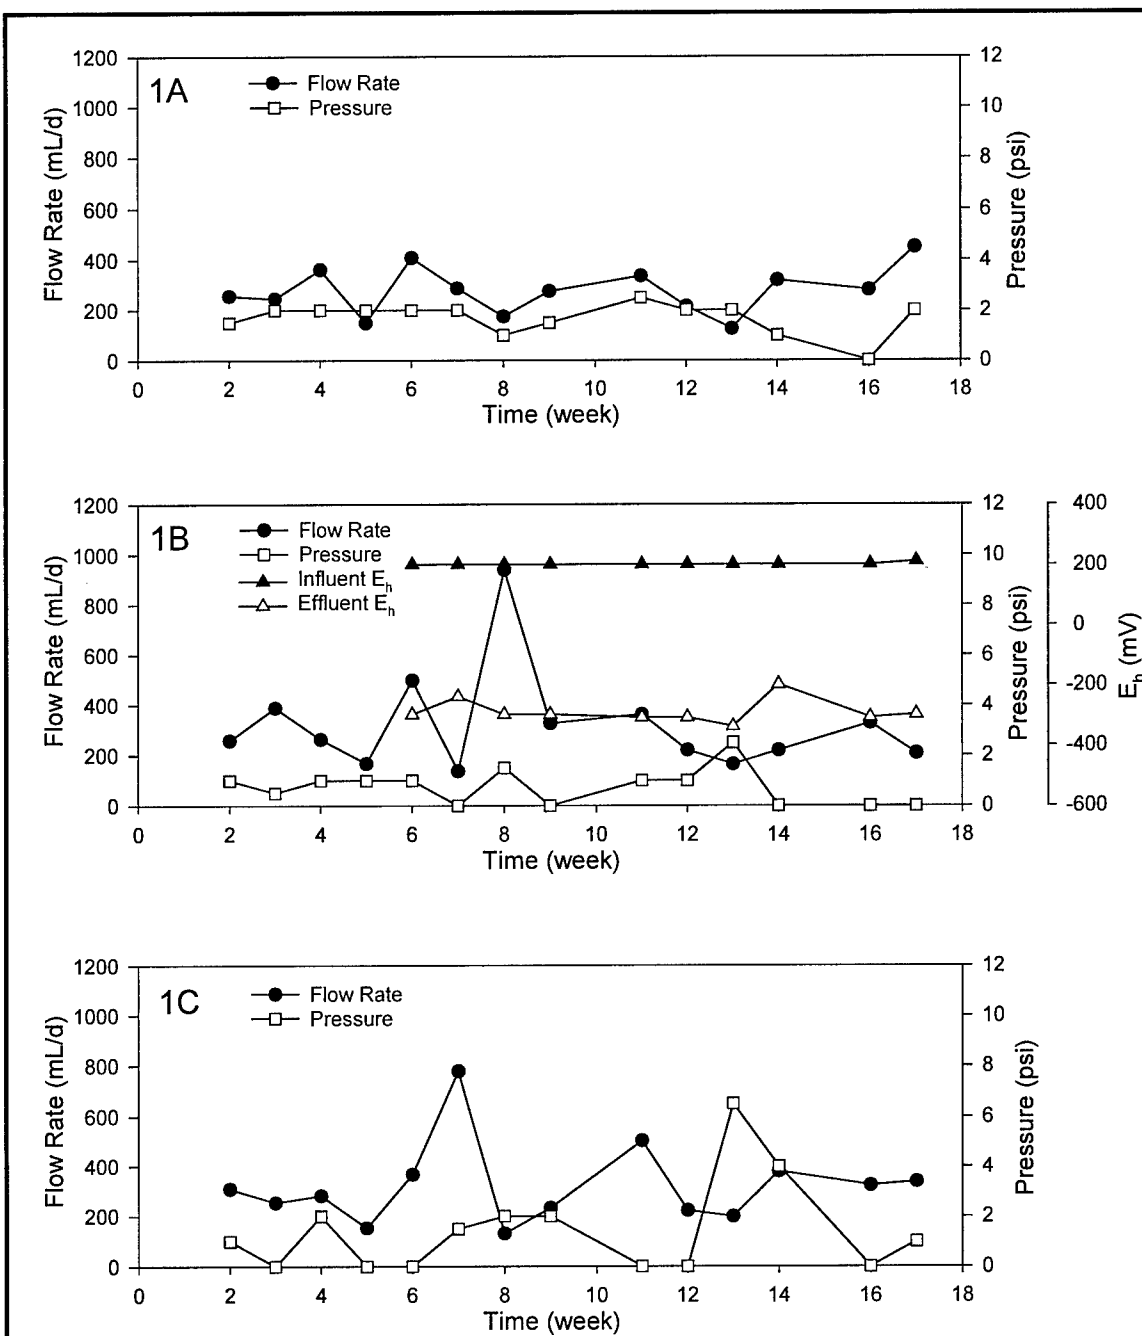 1A
Flow Rate
Pressure
Flow Rate (mL/d)
1200
1000
800
600
400
200
0
12
10
8
6
4
2
0
Pressure (psi)
0 2 4 6 8 10 12 14 16 18
Time (week)
1B
Flow Rate
Pressure
Influent Eh
Effluent Eh
Flow Rate (mL/d)
1200
1000
800
600
400
200
0
12
10
8
6
4
2
0
Pressure (psi)
400
200
0
-200
-400
-600
Eh (mV)
0 2 4 6 8 10 12 14 16 18
Time (week)
1C
Flow Rate
Pressure
Flow Rate (mL/d)
1200
1000
800
600
400
200
0
12
10
8
6
4
2
0
Pressure (psi)
0 2 4 6 8 10 12 14 16 18
Time (week)